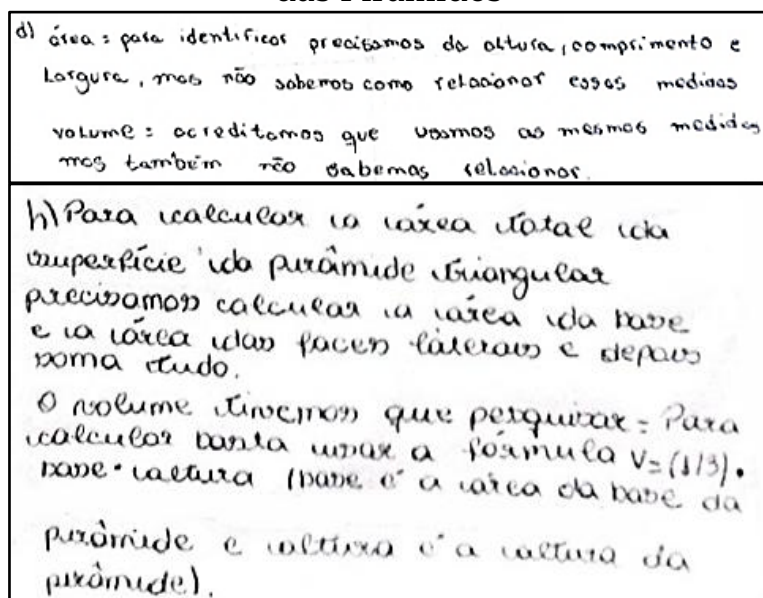 das Pirâmides
d) área: para identificar precisamos da altura, comprimento e
Largura, mas não sabemos como relacionar essas medidas
volume: acreditamos que usamos as mesmas medidas
mas também não sabemos relacionar.
h) Para calcular a área total da
superfície da pirâmide triangular
precisamos calcular a área da base
e a área das faces laterais e depois
soma tudo.
O volume tivemos que pesquisar: Para
calcular basta usar a fórmula V=(1/3).
base·altura (base é a área da base da
pirâmide e altura é a altura da
pirâmide).